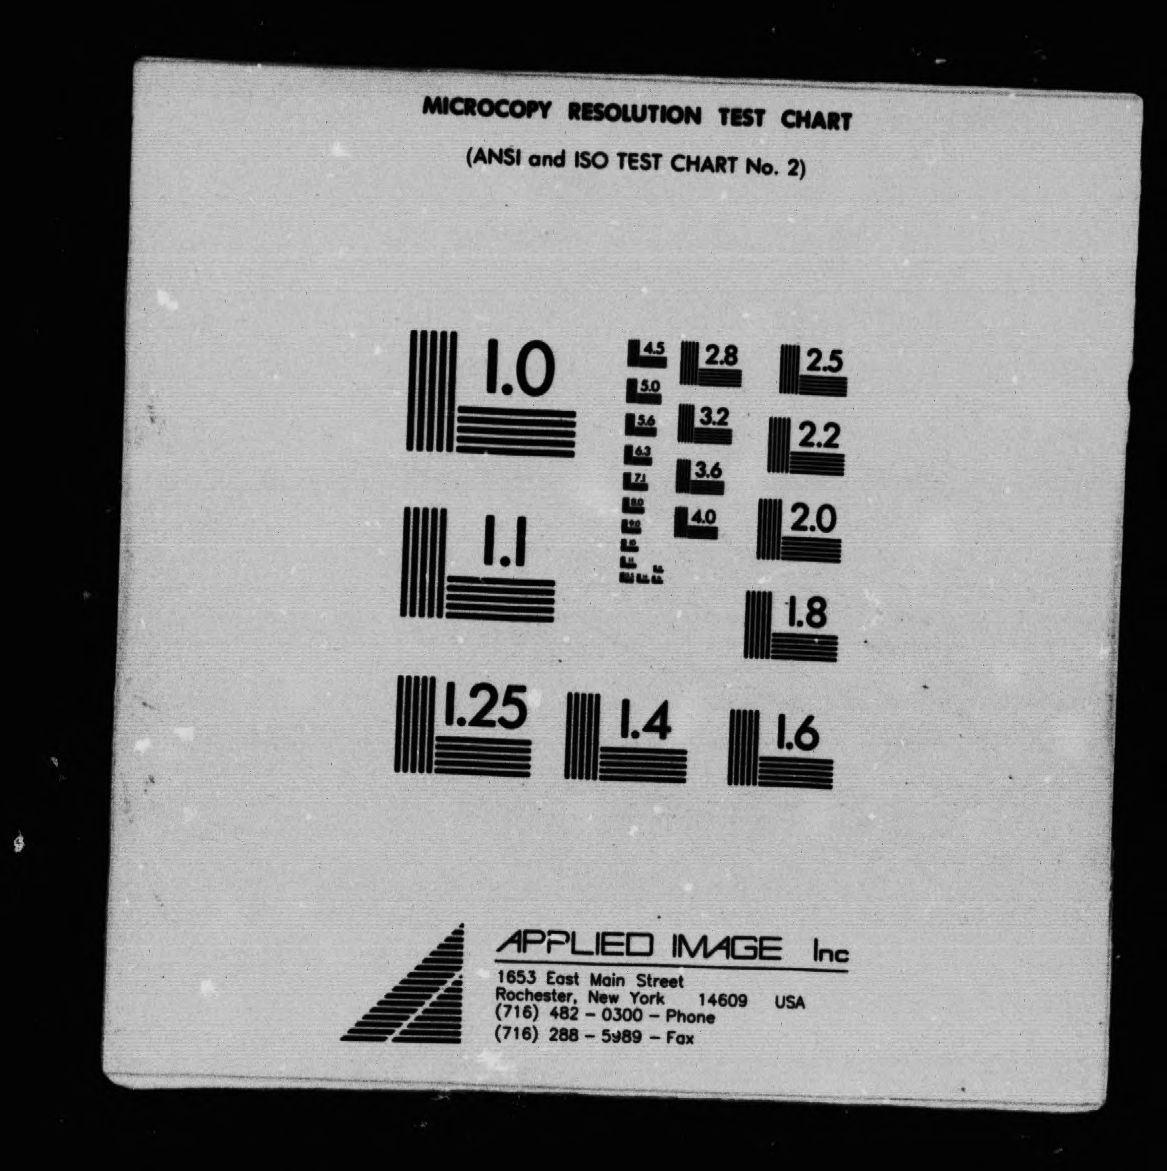 MICROCOPY RESOLUTION TEST CHART
(ANSI and ISO TEST CHART No. 2)
1.0
4.5
2.8
2.5
5.0
5.6
3.2
2.2
6.3
7.1
3.6
8.0
9.0
4.0
2.0
1.1
1.8
1.25
1.4
1.6
APPLIED IMAGE Inc
1653 East Main Street
Rochester, New York 14609 USA
(716) 482 - 0300 - Phone
(716) 288 - 5989 - Fax